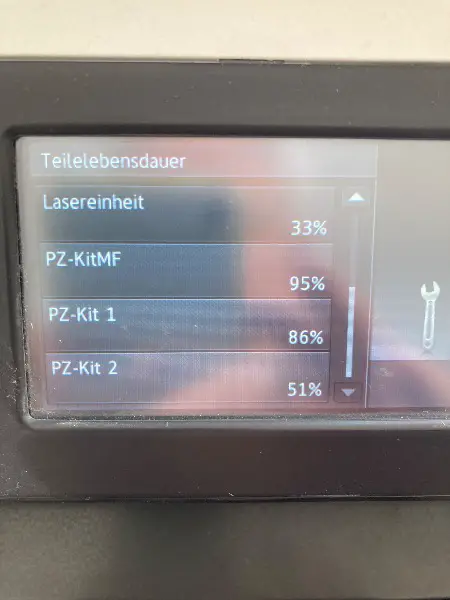 Teilelebensdauer
Lasereinheit
33%
PZ-KitMF
95%
PZ-Kit 1
86%
PZ-Kit 2
51%